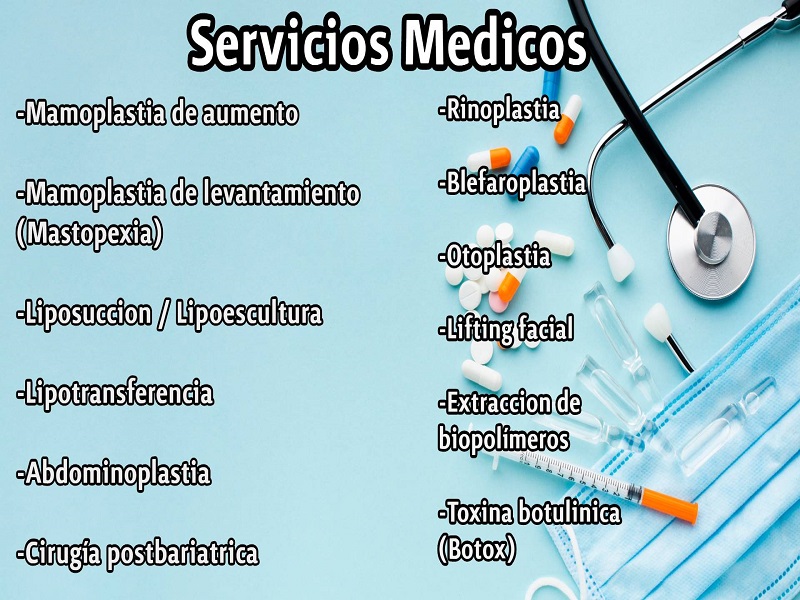 Servicios Medicos
-Mamoplastia de aumento
-Mamoplastia de levantamiento
(Mastopexia)
-Liposuccion / Lipoescultura
-Lipotransferencia
-Abdominoplastia
-Cirugía postbariatrica
-Rinoplastia
-Blefaroplastia
-Otoplastia
-Lifting facial
-Extraccion de
biopolímeros
-Toxina botulinica
(Botox)